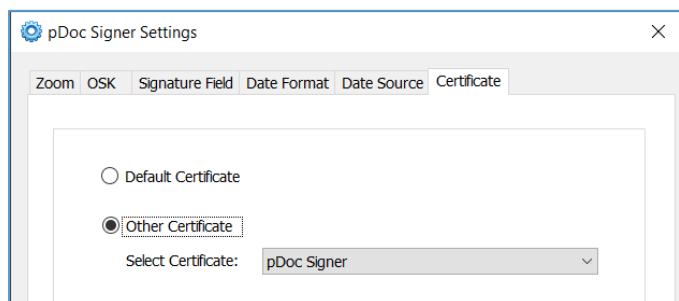 pDoc Signer Settings
Zoom OSK Signature Field Date Format Date Source Certificate
Default Certificate
Other Certificate
Select Certificate: pDoc Signer